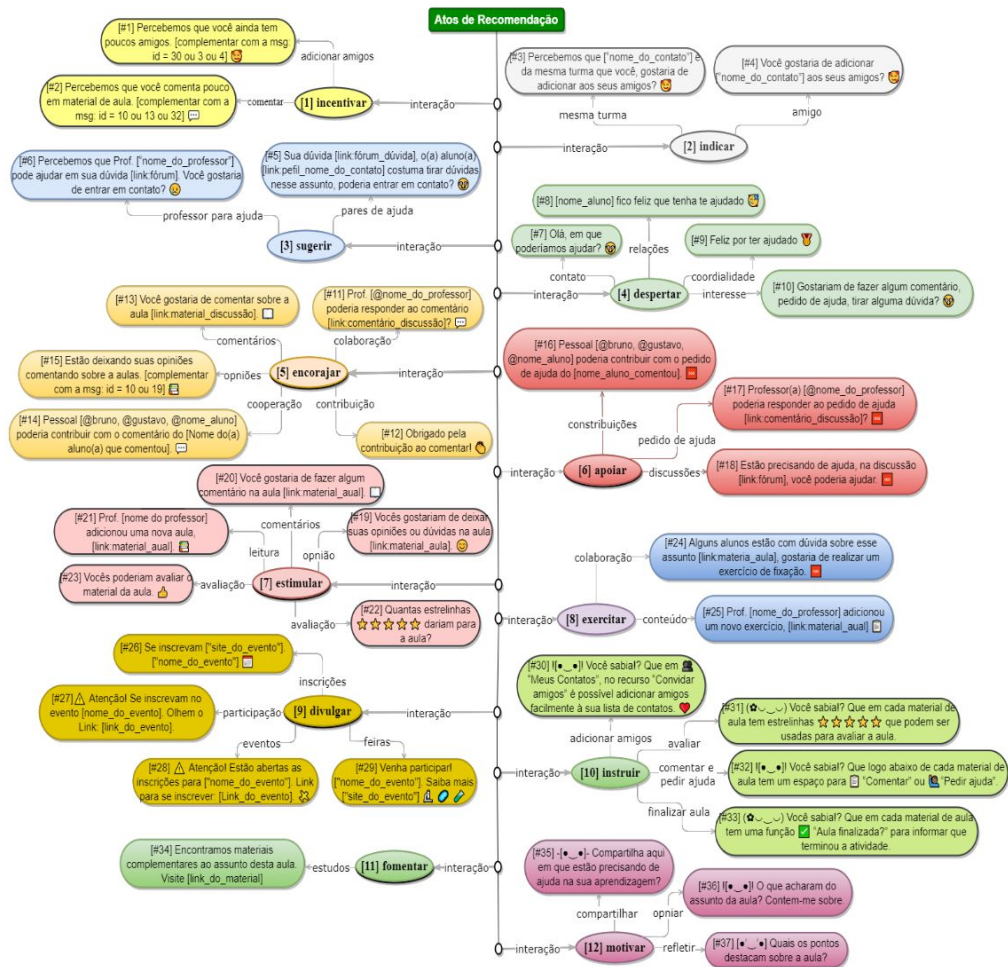 Atos de Recomendação
[#1] Percebemos que você ainda tem
poucos amigos. [complementar com a msg:
id = 30 ou 3 ou 4] 🥰
adicionar amigos
[#2] Percebemos que você comenta pouco
em material de aula. [complementar com a
msg: id = 10 ou 13 ou 32] 💬
comentar
[1] incentivar
interação
[#3] Percebemos que ["nome_do_contato"] é
da mesma turma que você, gostaria de
adicionar aos seus amigos? 🥰
mesma turma
[#4] Você gostaria de adicionar
["nome_do_contato"] aos seus amigos? 🥰
amigo
interação
[2] indicar
[#6] Percebemos que Prof. ["nome_do_professor"]
pode ajudar em sua dúvida [link:fórum]. Você gostaria
de entrar em contato?
professor para ajuda
[#5] Sua dúvida [link:fórum_dúvida], o(a) aluno(a)
[link:pefil_nome_do_contato] costuma tirar dúvidas
nesse assunto, poderia entrar em contato? 🤓
pares de ajuda
[3] sugerir
interação
[#8] [nome_aluno] fico feliz que tenha te ajudado
relações
[#7] Olá, em que
poderíamos ajudar? 🤓
contato
[#9] Feliz por ter ajudado
coordialidade
interação
[4] despertar
interesse
[#10] Gostariam de fazer algum comentário,
pedido de ajuda, tirar alguma dúvida? 🤓
[#13] Você gostaria de comentar sobre a
aula [link:material_discussão].
comentários
[#11] Prof. [@nome_do_professor]
poderia responder ao comentário
[link:comentário_discussão]? 💬
colaboração
[#15] Estão deixando suas opiniões
comentando sobre a aulas. [complementar
com a msg: id = 10 ou 19]
opniões
[5] encorajar
interação
cooperação
[#14] Pessoal [@bruno, @gustavo, @nome_aluno]
poderia contribuir com o comentário do [Nome do(a)
aluno(a) que comentou]. 💬
contribuição
[#12] Obrigado pela
contribuição ao comentar!
[#16] Pessoal [@bruno, @gustavo,
@nome_aluno] poderia contribuir com o pedido
de ajuda do [nome_aluno_comentou].
constribuições
[#17] Professor(a) [@nome_do_professor]
poderia responder ao pedido de ajuda
[link:comentário_discussão]?
pedido de ajuda
interação
[6] apoiar
discussões
[#18] Estão precisando de ajuda, na discussão
[link:fórum], você poderia ajudar.
[#20] Você gostaria de fazer algum
comentário na aula [link:material_aual].
comentários
[#21] Prof. [nome do professor]
adicionou uma nova aula,
[link:material_aual].
leitura
[#19] Vocês gostariam de deixar
suas opiniões ou dúvidas na aula
[link:material_aula]. 😊
opnião
[#23] Vocês poderiam avaliar o
material da aula. 👍
avaliação
[7] estimular
interação
avaliação
[#22] Quantas estrelinhas
⭐⭐⭐⭐⭐ dariam para
a aula?
colaboração
[#24] Alguns alunos estão com dúvida sobre esse
assunto [link:materia_aula], gostaria de realizar um
exercício de fixação.
interação
[8] exercitar
conteúdo
[#25] Prof. [nome_do_professor] adicionou
um novo exercício, [link:material_aual] 📋
[#26] Se inscrevam ["site_do_evento"].
["nome_do_evento"]
inscrições
[#27] ⚠ Atenção! Se inscrevam no
evento [nome_do_evento]. Olhem o
Link: [link_do_evento].
participação
[9] divulgar
interação
eventos
[#28] ⚠ Atenção! Estão abertas as
inscrições para ["nome_do_evento"]. Link
para se inscrever: [Link_do_evento].
feiras
[#29] Venha participar!
["nome_do_evento"]. Saiba mais
["site_do_evento"]
[#30] ![●‿●]! Você sabia!? Que em
"Meus Contatos", no recurso "Convidar
amigos" é possível adicionar amigos
facilmente à sua lista de contatos. ❤
adicionar amigos
[#31] (✿◡‿◡) Você sabia!? Que em cada material de
aula tem estrelinhas ⭐⭐⭐⭐⭐ que podem ser
usadas para avaliar a aula.
avaliar
interação
[10] instruir
comentar e
pedir ajuda
[#32] ![●‿●]! Você sabia!? Que logo abaixo de cada material
de aula tem um espaço para 📋 "Comentar" ou "Pedir ajuda".
finalizar aula
[#33] (✿◡‿◡) Você sabia!? Que em cada material de aula
tem uma função ✅ "Aula finalizada?" para informar que
terminou a atividade.
[#34] Encontramos materiais
complementares ao assunto desta aula.
Visite [link_do_material]
estudos
[11] fomentar
interação
[#35] -[●‿●]- Compartilha aqui
em que estão precisando de
ajuda na sua aprendizagem?
compartilhar
[#36] ![●‿●]! O que acharam do
assunto da aula? Contem-me sobre
opniar
interação
[12] motivar
refletir
[#37] [●'‿'●] Quais os pontos
destacam sobre a aula?